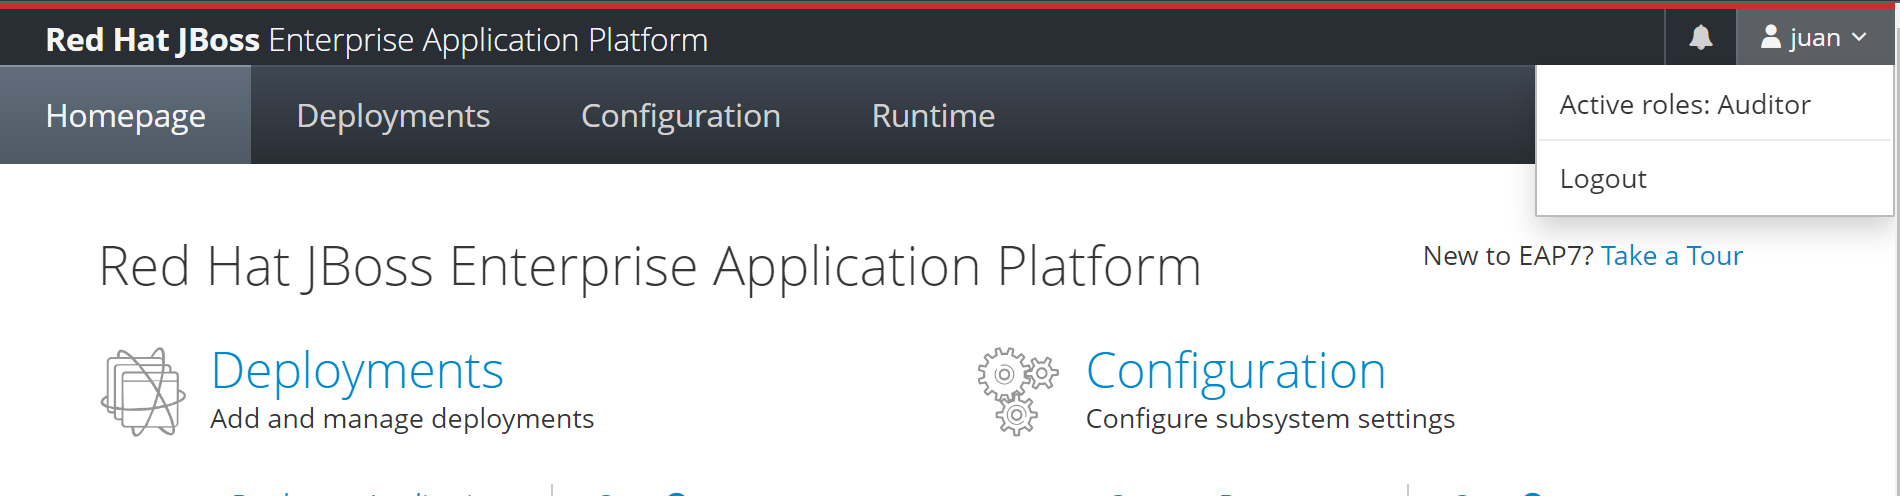 Red Hat JBoss Enterprise Application Platform
juan
Homepage
Deployments
Configuration
Runtime
Active roles: Auditor
Logout
Red Hat JBoss Enterprise Application Platform
New to EAP7? Take a Tour
Deployments
Add and manage deployments
Configuration
Configure subsystem settings